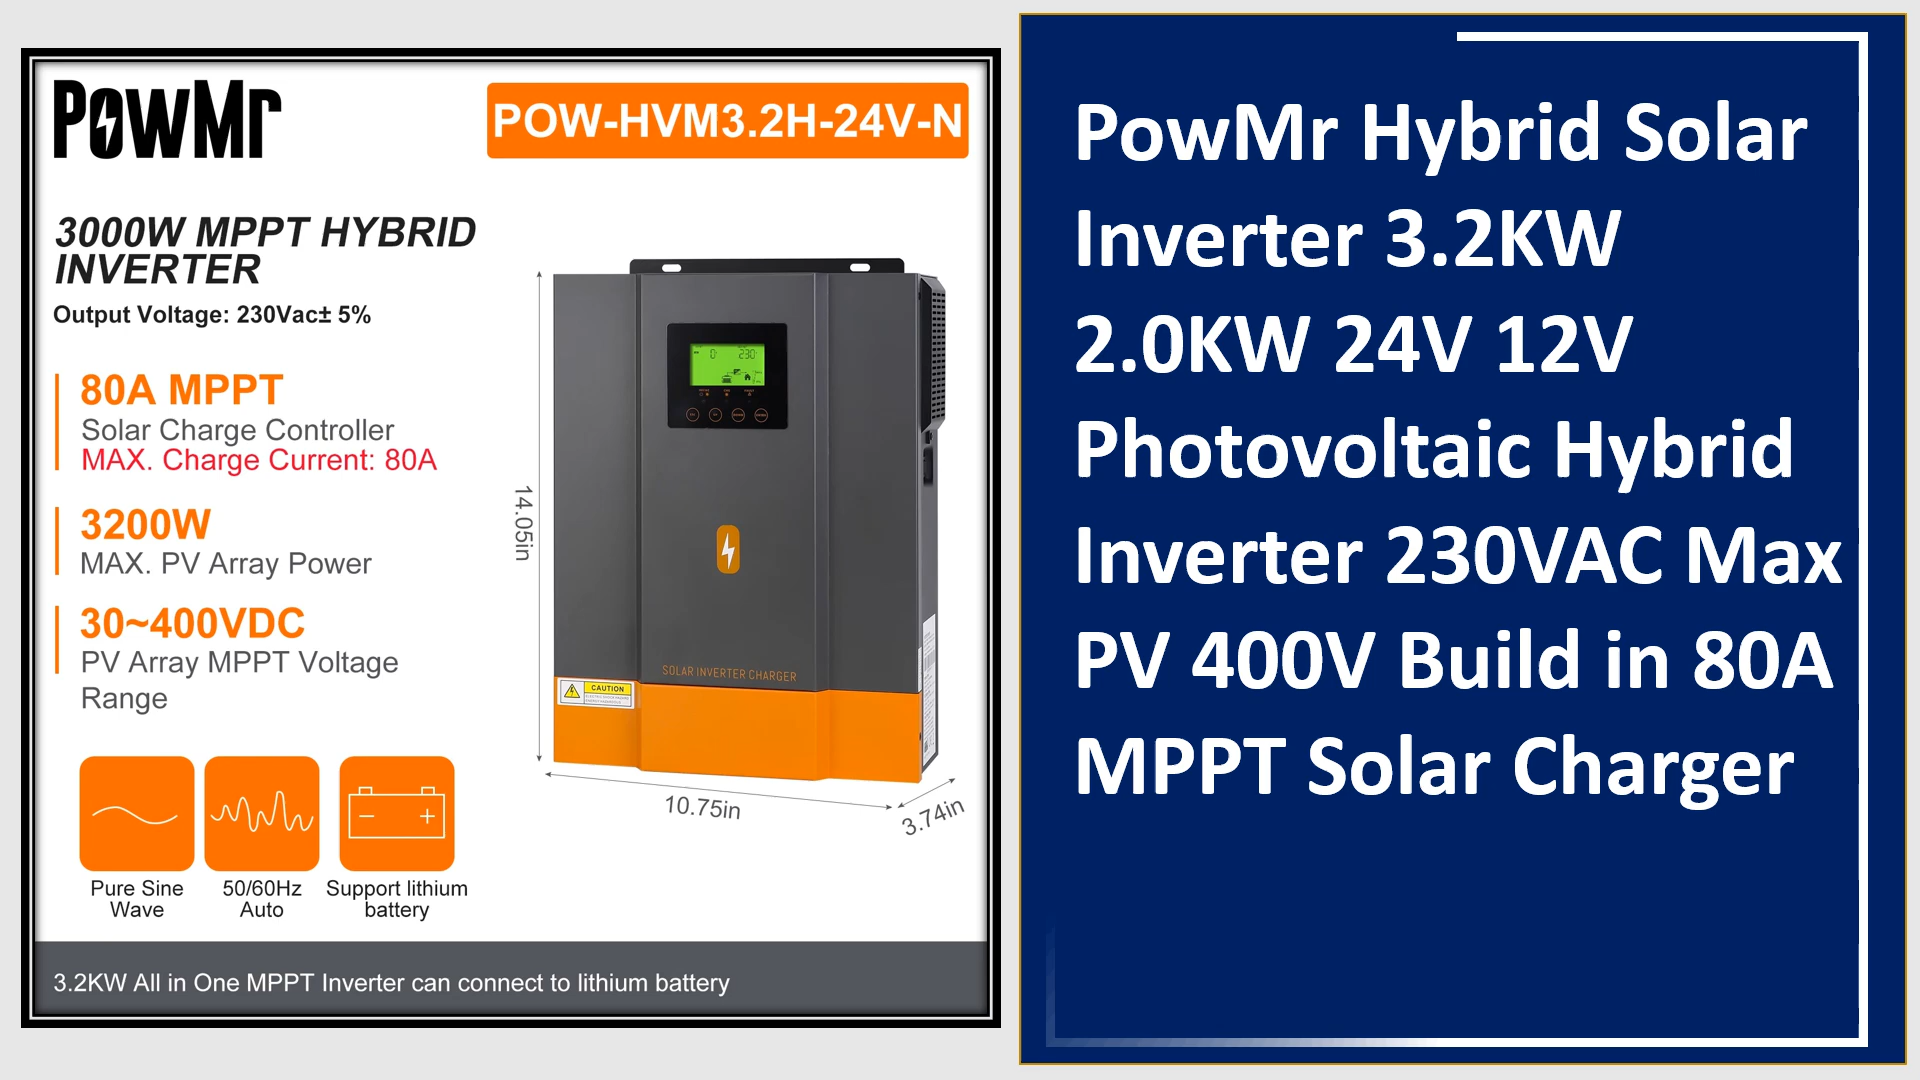 PowMr
POW-HVM3.2H-24V-N
3000W MPPT HYBRID
INVERTER
Output Voltage: 230Vac± 5%
80A MPPT
Solar Charge Controller
MAX. Charge Current: 80A
3200W
MAX. PV Array Power
30~400VDC
PV Array MPPT Voltage
Range
14.05in
230
SOLAR INVERTER CHARGER
CAUTION
10.75in
3.74in
Pure Sine
Wave
50/60Hz
Auto
Support lithium
battery
3.2KW All in One MPPT Inverter can connect to lithium battery
PowMr Hybrid Solar
Inverter 3.2KW
2.0KW 24V 12V
Photovoltaic Hybrid
Inverter 230VAC Max
PV 400V Build in 80A
MPPT Solar Charger